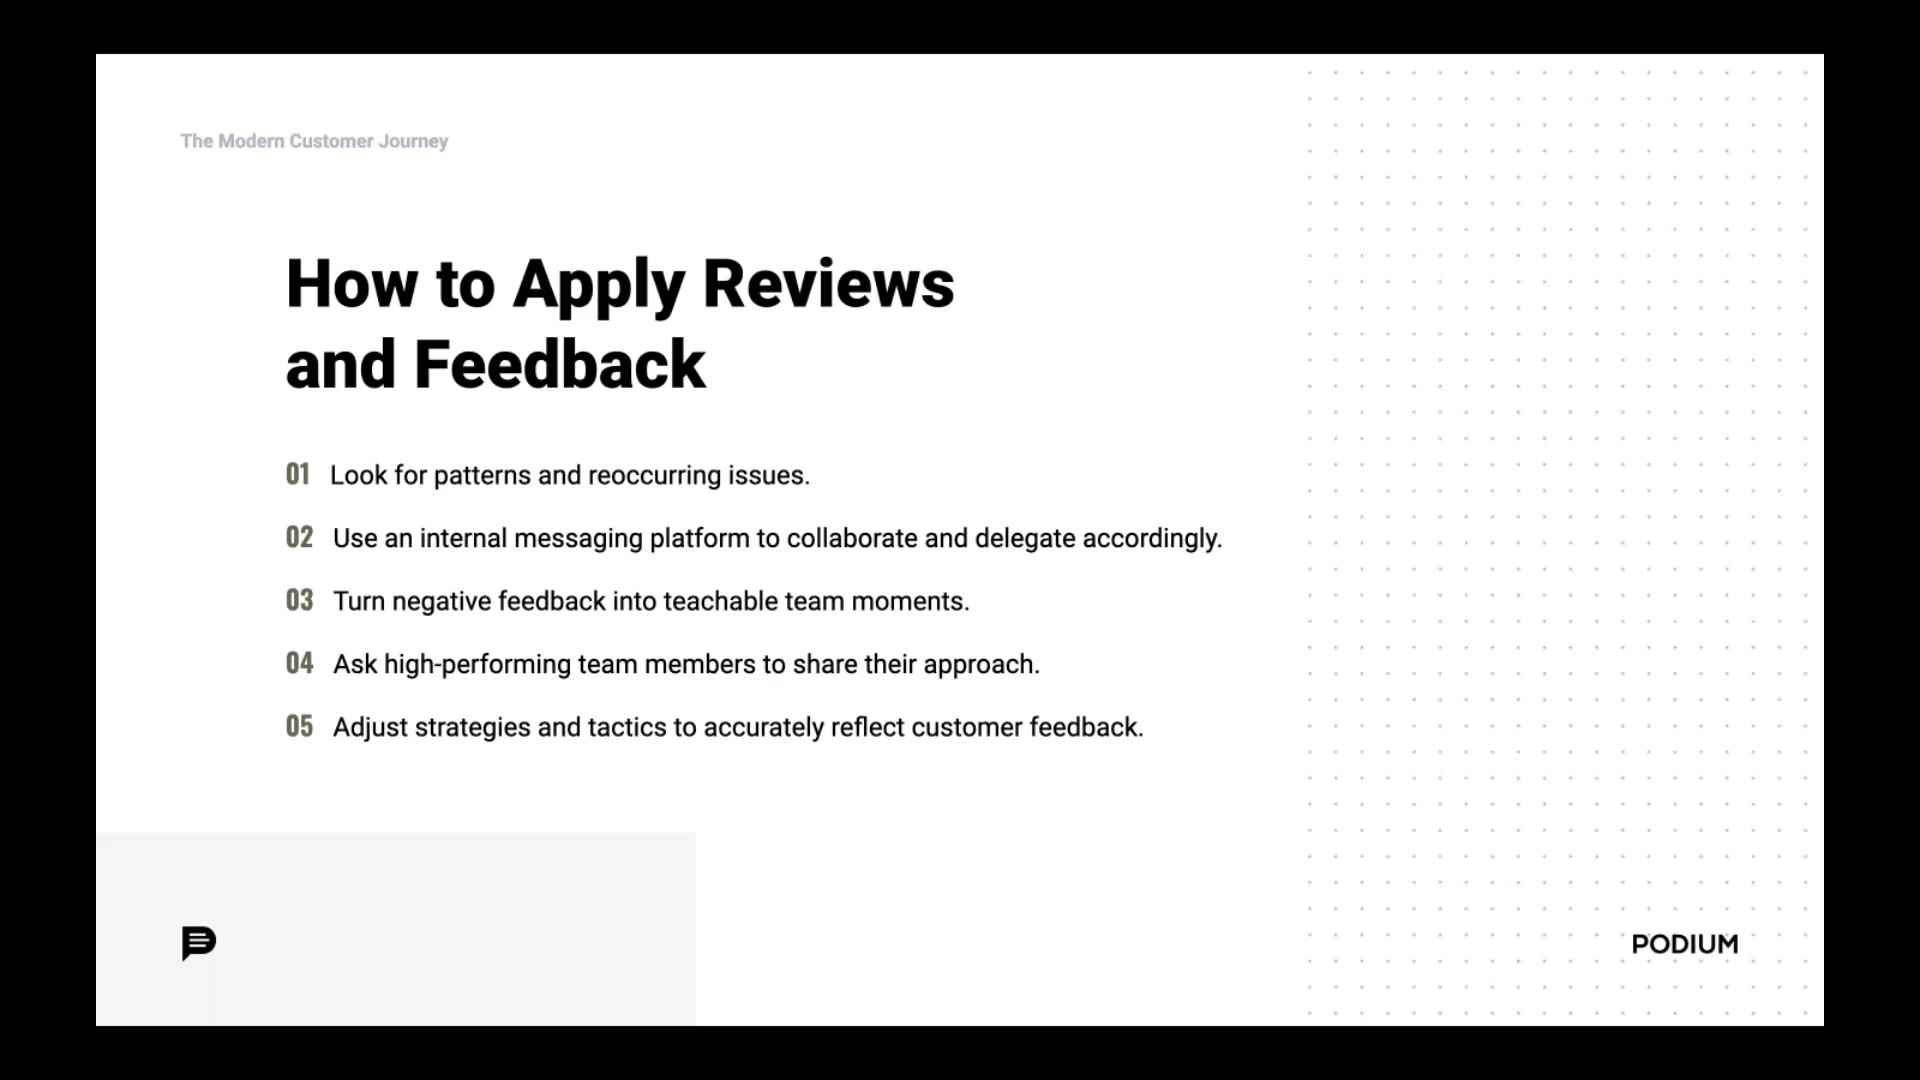 The Modern Customer Journey
How to Apply Reviews
and Feedback
01 Look for patterns and reoccurring issues.
02 Use an internal messaging platform to collaborate and delegate accordingly.
03 Turn negative feedback into teachable team moments.
04 Ask high-performing team members to share their approach.
05 Adjust strategies and tactics to accurately reflect customer feedback.
PODIUM